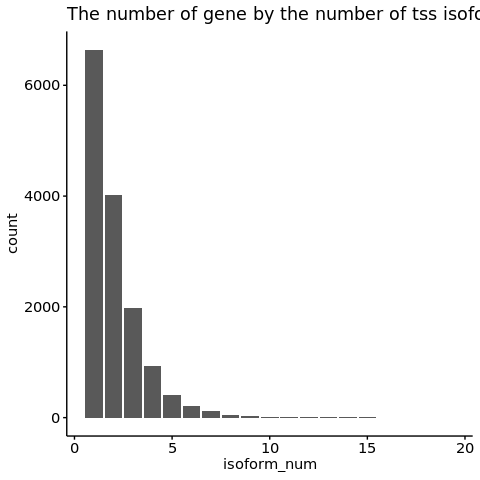 The number of gene by the number of tss isofo
6000
4000
2000
0
count
0 5 10 15 20
isoform_num